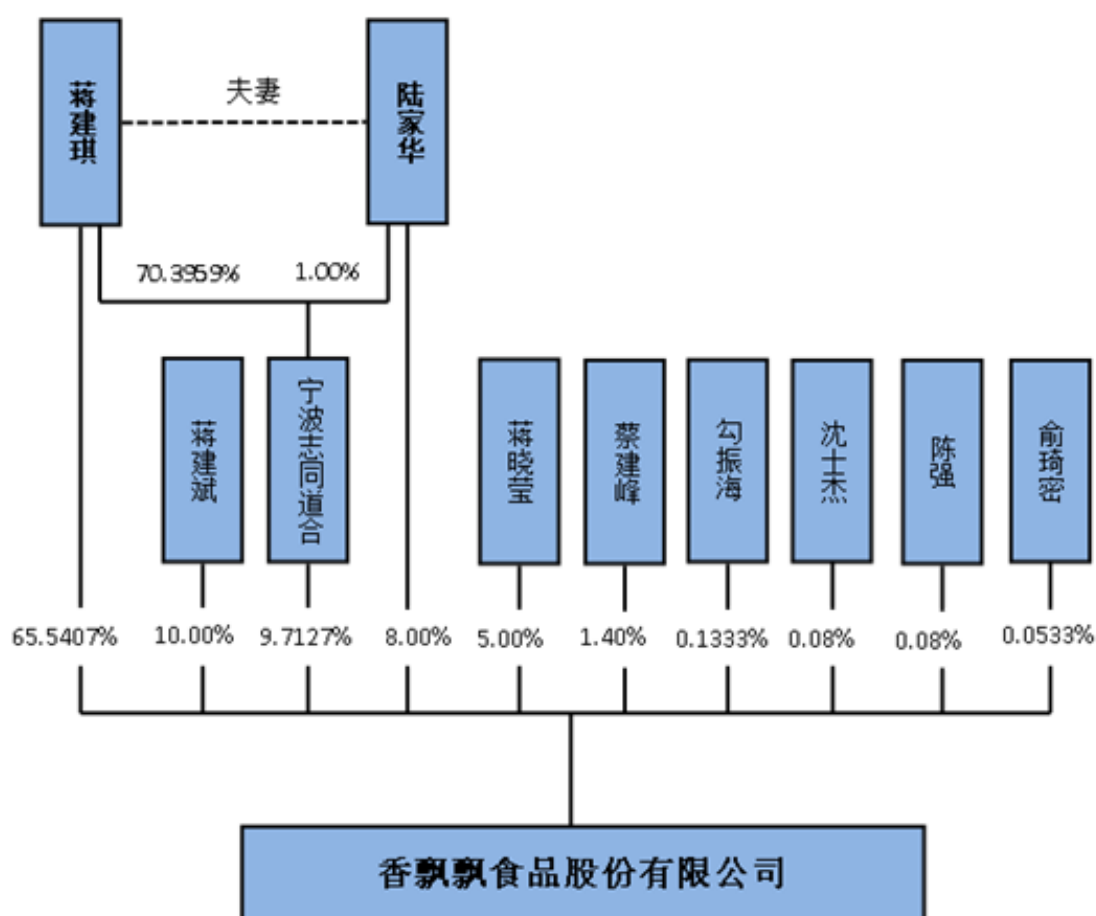 蒋建琪
夫妻
陆家华
70.3959%
1.00%
蒋建斌
宁波志同道合
蒋晓莹
蔡建峰
勾振海
沈士杰
陈强
俞琦密
65.5407%
10.00%
9.7127%
8.00%
5.00%
1.40%
0.1333%
0.08%
0.08%
0.0533%
香飘飘食品股份有限公司